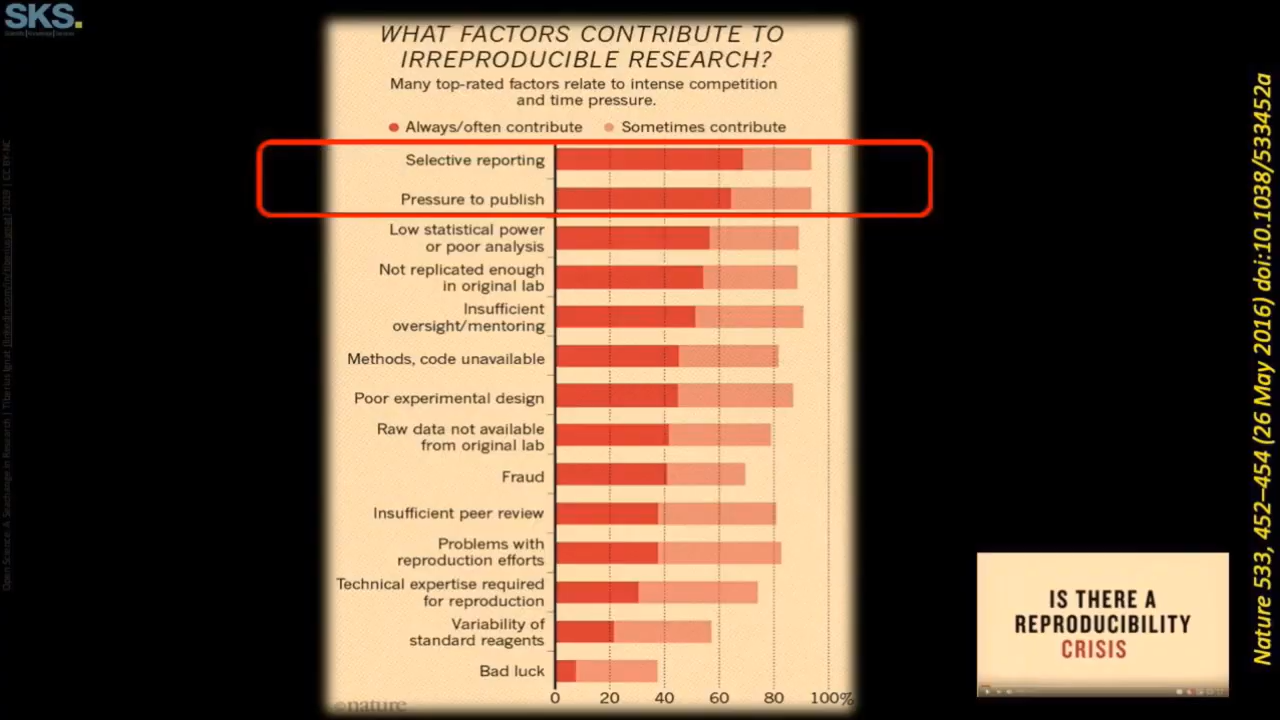 SKS.
WHAT FACTORS CONTRIBUTE TO
IRREPRODUCIBLE RESEARCH?
Many top-rated factors relate to intense competition
and time pressure.
Always/often contribute
Sometimes contribute
Selective reporting
Pressure to publish
Low statistical power
or poor analysis
Not replicated enough
in original lab
Insufficient
oversight/mentoring
Methods, code unavailable
Poor experimental design
Raw data not available
from original lab
Fraud
Insufficient peer review
Problems with
reproduction efforts
Technical expertise required
for reproduction
Variability of
standard reagents
Bad luck
0 20 40 60 80 100%
©nature
IS THERE A
REPRODUCIBILITY
CRISIS
Nature 533, 452–454 (26 May 2016) doi:10.1038/533452a